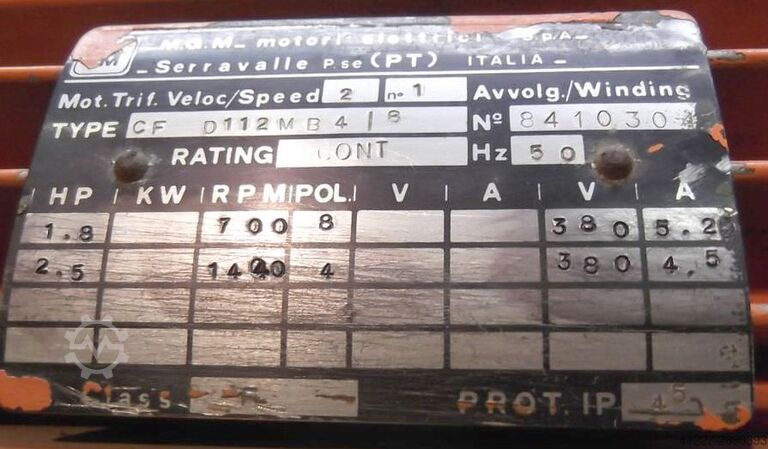 M.G.M. motori elettrici S.p.A.
Serravalle P.se (PT) ITALIA
Mot. Trif. Veloc/Speed 2 n° 1 Avvolg./Winding
TYPE CF D112MB4/8 Nº 841030
RATING CONT Hz 50
HP KW RPM POL. V A V A
1.8 700 8 380 5.2
2.5 1400 4 380 4.5
Class PROT. IP 45